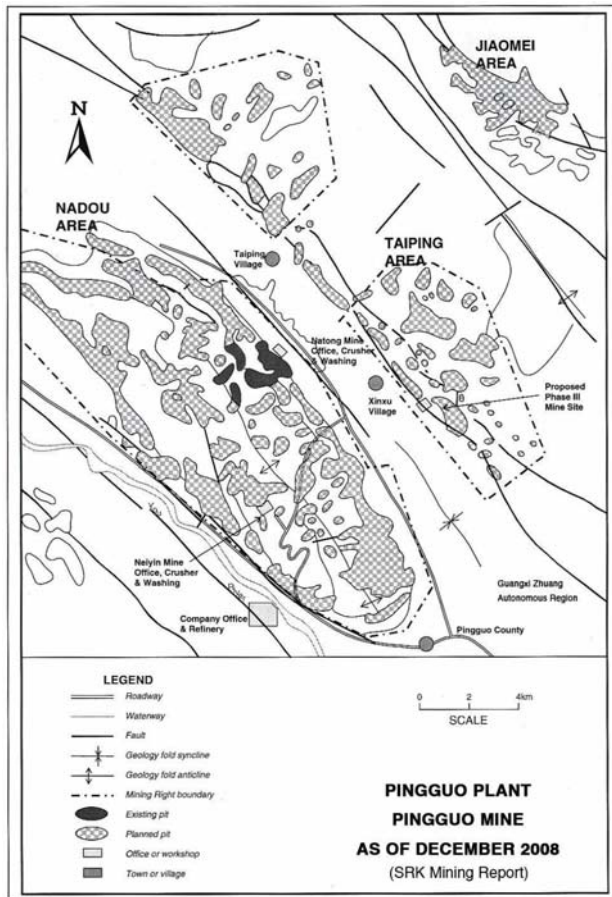 JIAOMEI
AREA
N
NADOU
AREA
Taiping
Village
TAIPING
AREA
Natong Mine
Office, Crusher
& Washing
Xinxu
Village
Proposed
Phase III
Mine Site
Neiyin Mine
Office, Crusher
& Washing
Guangxi Zhuang
Autonomous Region
Company Office
& Refinery
Pingguo County
LEGEND
Roadway
Waterway
Fault
Geology fold syncline
Geology fold anticline
Mining Right boundary
Existing pit
Planned pit
Office or workshop
Town or village
0 2 4km
SCALE
PINGGUO PLANT
PINGGUO MINE
AS OF DECEMBER 2008
(SRK Mining Report)